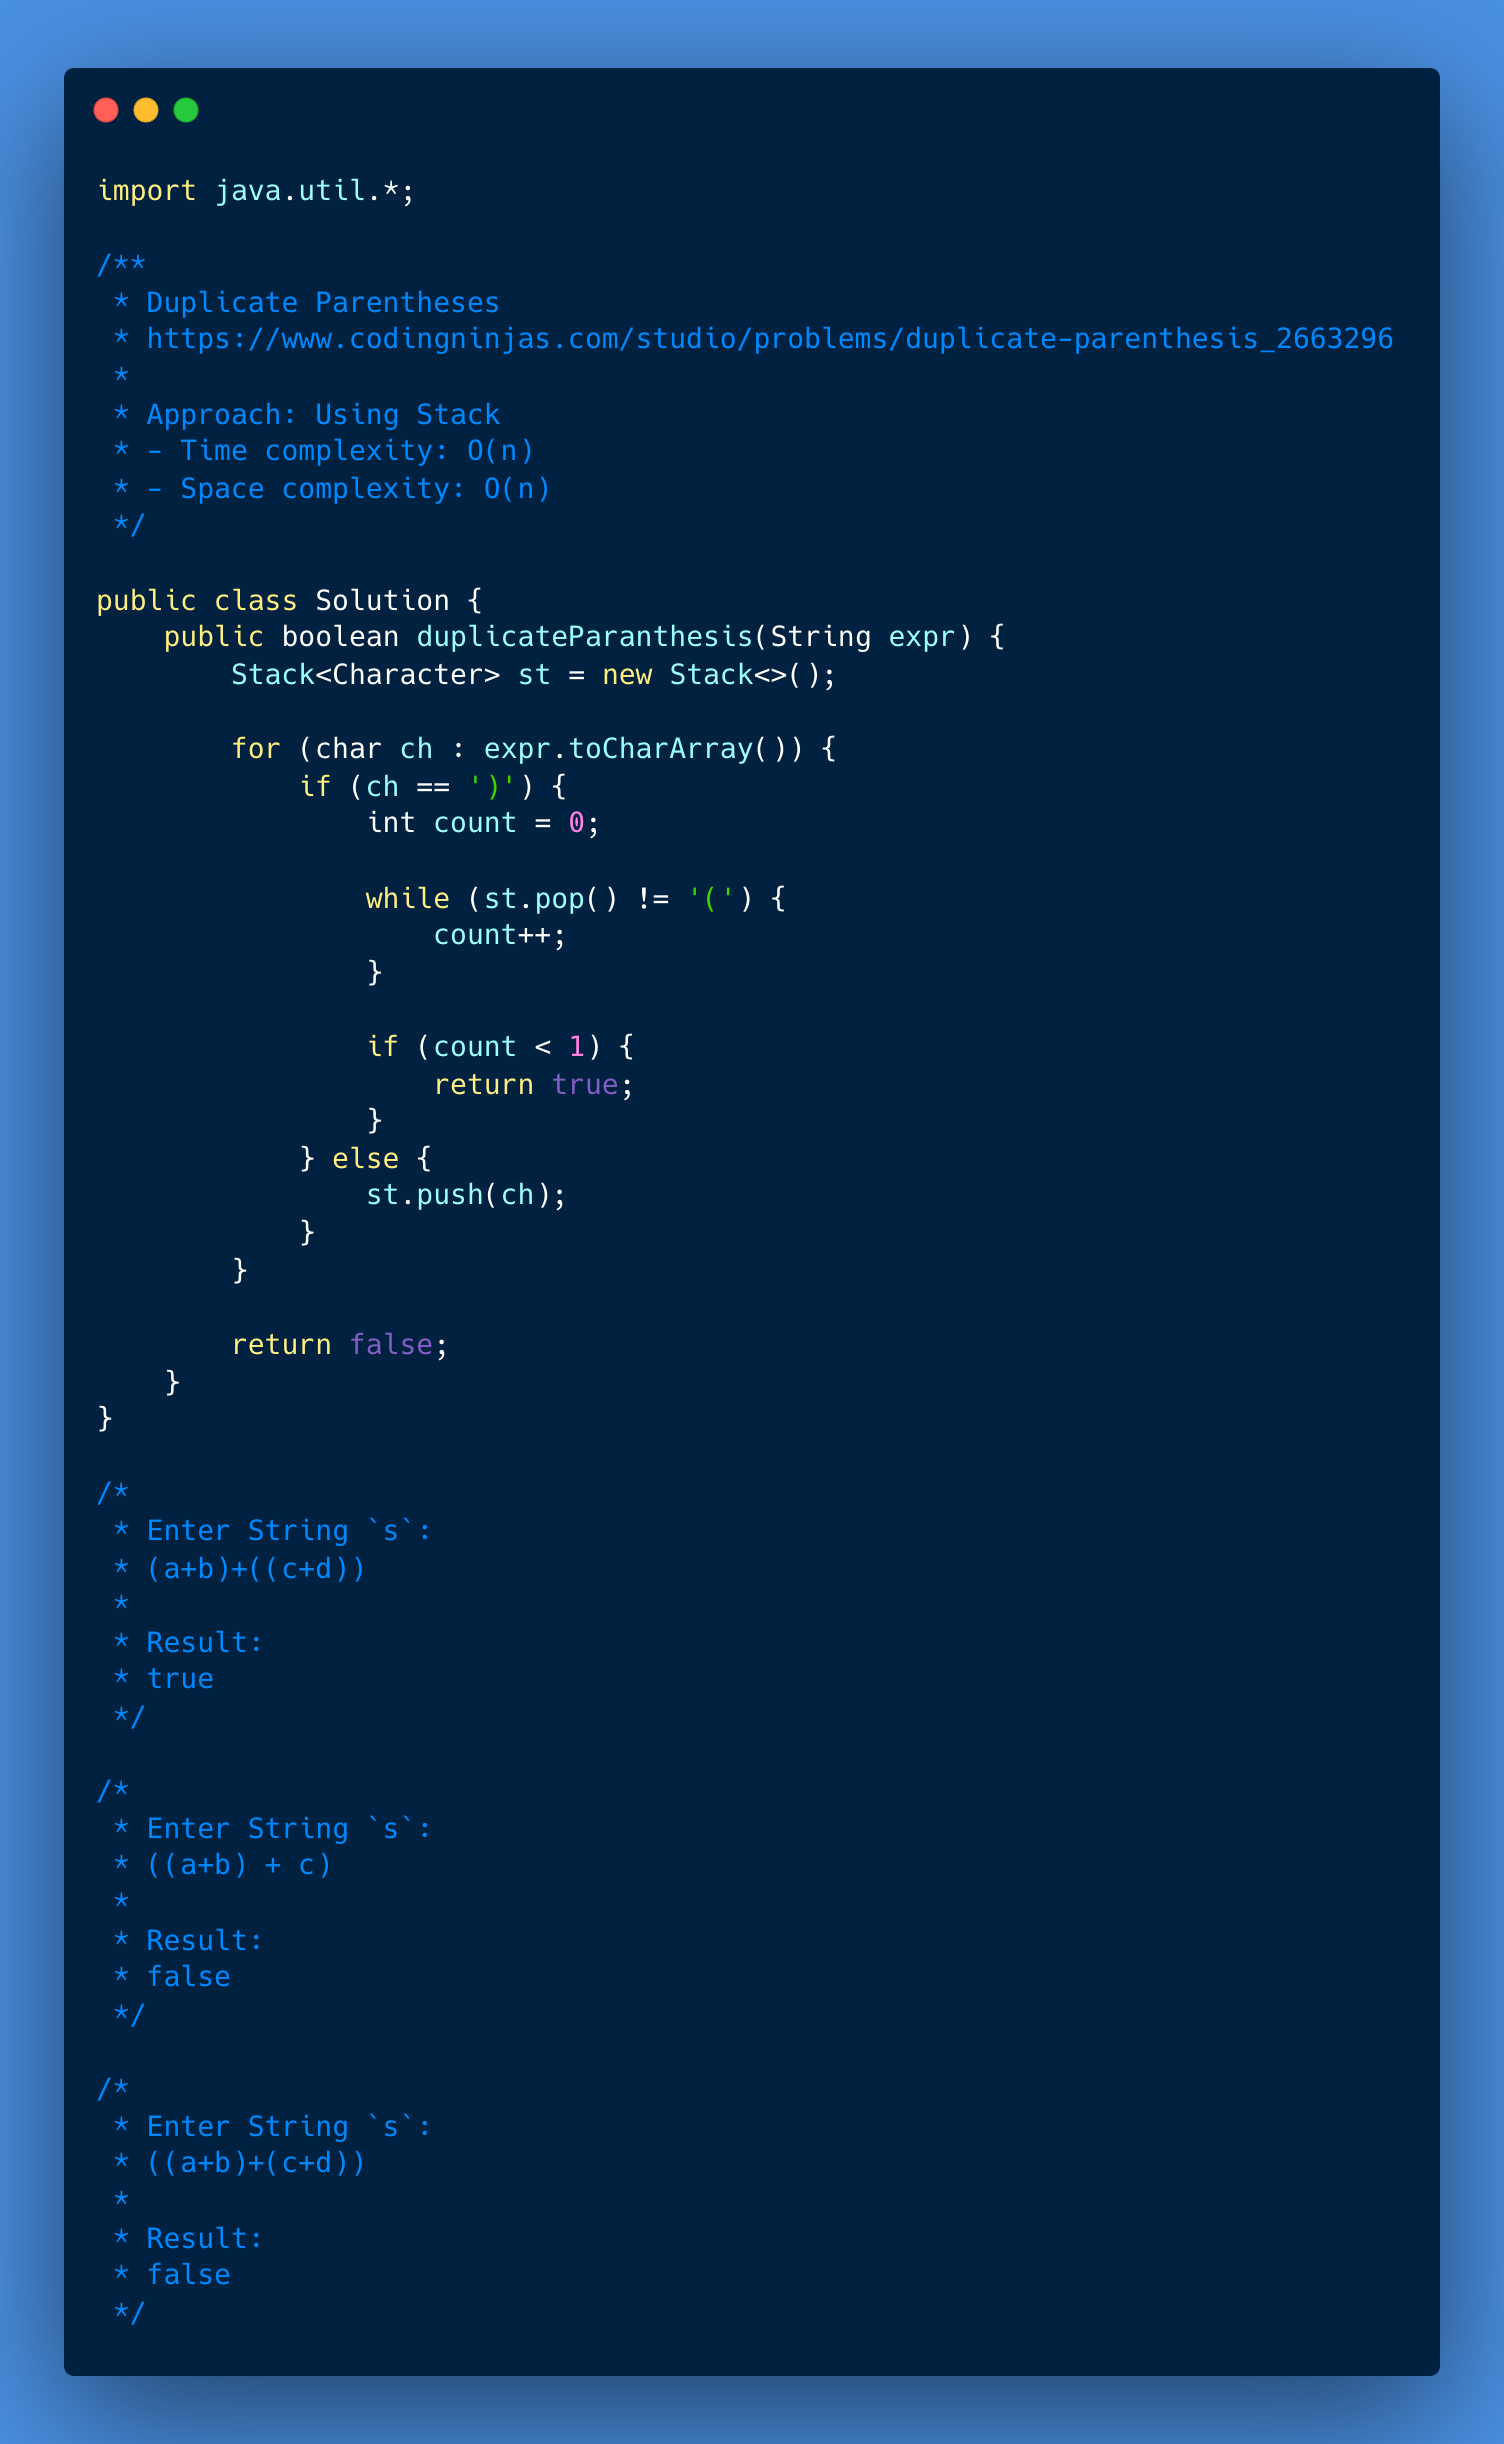 import java.util.*;

/**
 * Duplicate Parentheses
 * https://www.codingninjas.com/studio/problems/duplicate-parenthesis_2663296
 *
 * Approach: Using Stack
 * - Time complexity: O(n)
 * - Space complexity: O(n)
 */

public class Solution {
    public boolean duplicateParanthesis(String expr) {
        Stack<Character> st = new Stack<>();

        for (char ch : expr.toCharArray()) {
            if (ch == ')') {
                int count = 0;

                while (st.pop() != '(') {
                    count++;
                }

                if (count < 1) {
                    return true;
                }
            } else {
                st.push(ch);
            }
        }

        return false;
    }
}

/*
 * Enter String `s`:
 * (a+b)+((c+d))
 *
 * Result:
 * true
 */

/*
 * Enter String `s`:
 * ((a+b) + c)
 *
 * Result:
 * false
 */

/*
 * Enter String `s`:
 * ((a+b)+(c+d))
 *
 * Result:
 * false
 */